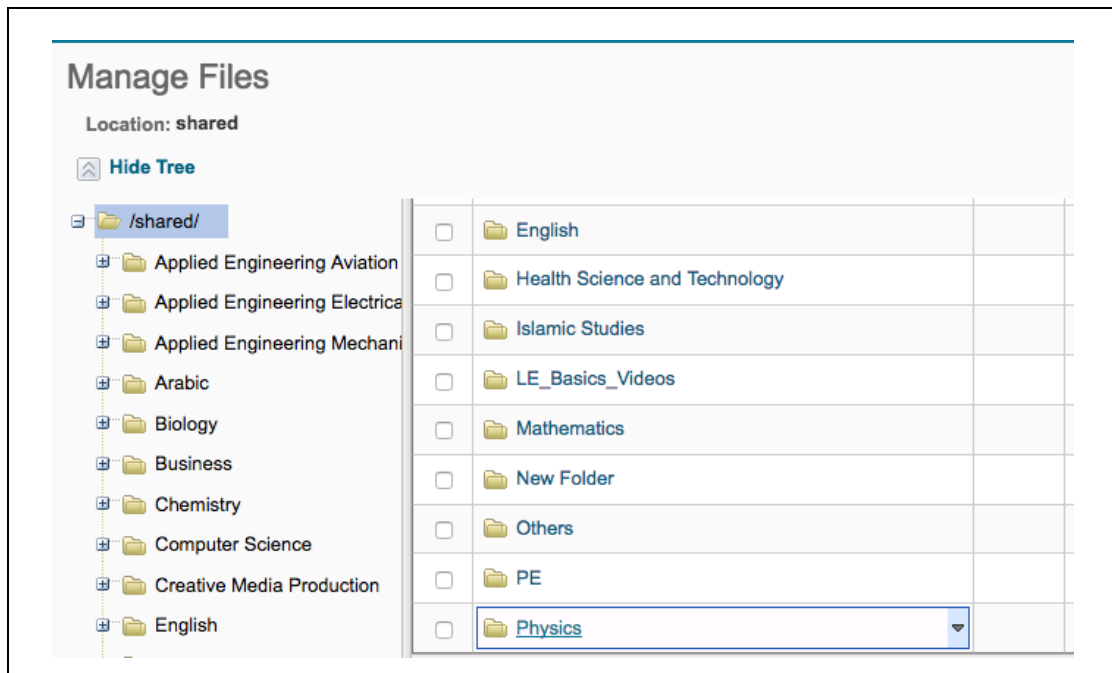 Manage Files
Location: shared
Hide Tree
/shared/
Applied Engineering Aviation
Applied Engineering Electrica
Applied Engineering Mechani
Arabic
Biology
Business
Chemistry
Computer Science
Creative Media Production
English
English
Health Science and Technology
Islamic Studies
LE_Basics_Videos
Mathematics
New Folder
Others
PE
Physics